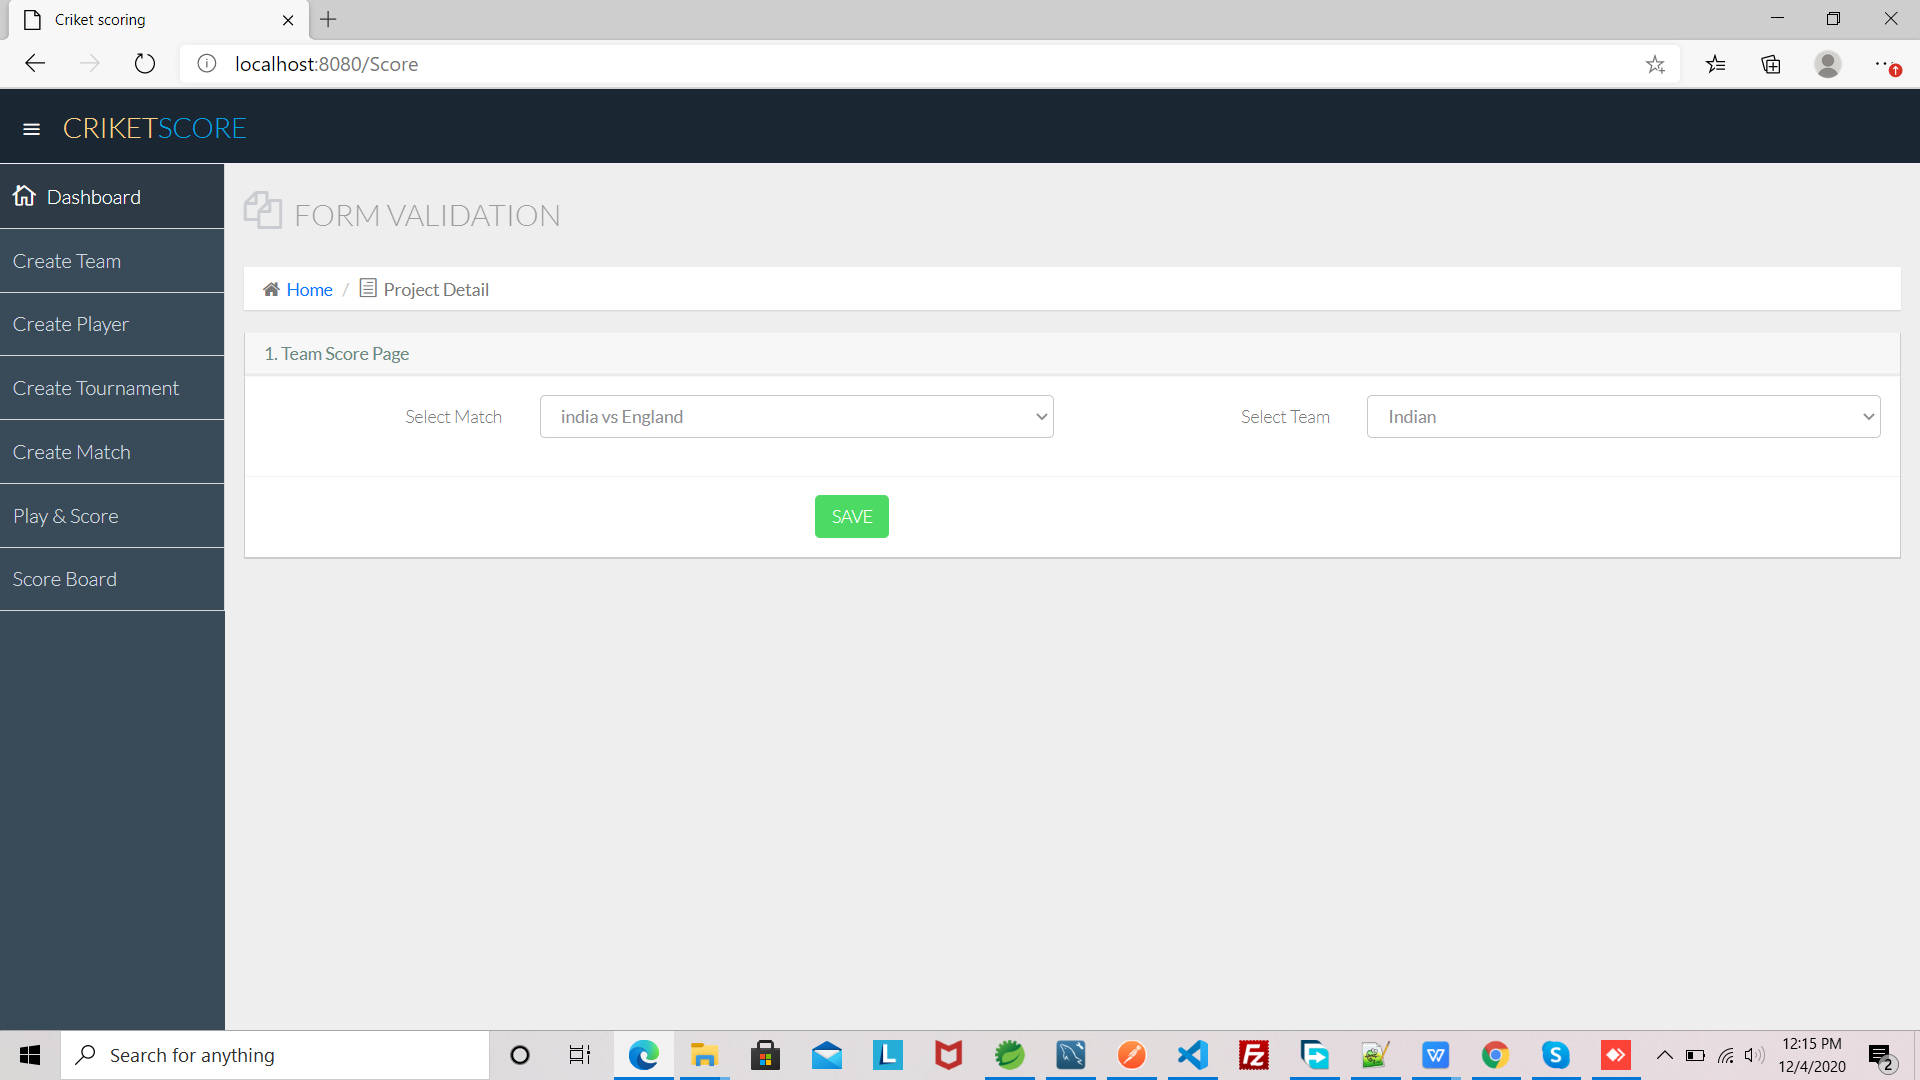 Criket scoring
localhost:8080/Score
CRIKETSCORE
Dashboard
Create Team
Create Player
Create Tournament
Create Match
Play & Score
Score Board
FORM VALIDATION
Home / Project Detail
1. Team Score Page
Select Match india vs England Select Team Indian
SAVE
Search for anything
L
FZ
W
S
12:15 PM
12/4/2020
2